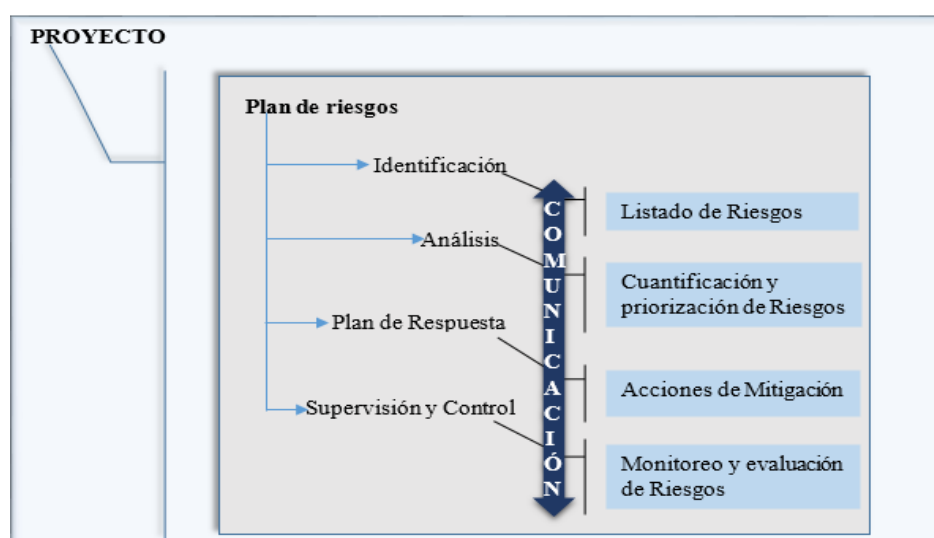 PROYECTO
Plan de riesgos
Identificación
Listado de Riesgos
Análisis
Cuantificación y
priorización de Riesgos
Plan de Respuesta
Acciones de Mitigación
Supervisión y Control
Monitoreo y evaluación
de Riesgos
COMUNICACIÓN